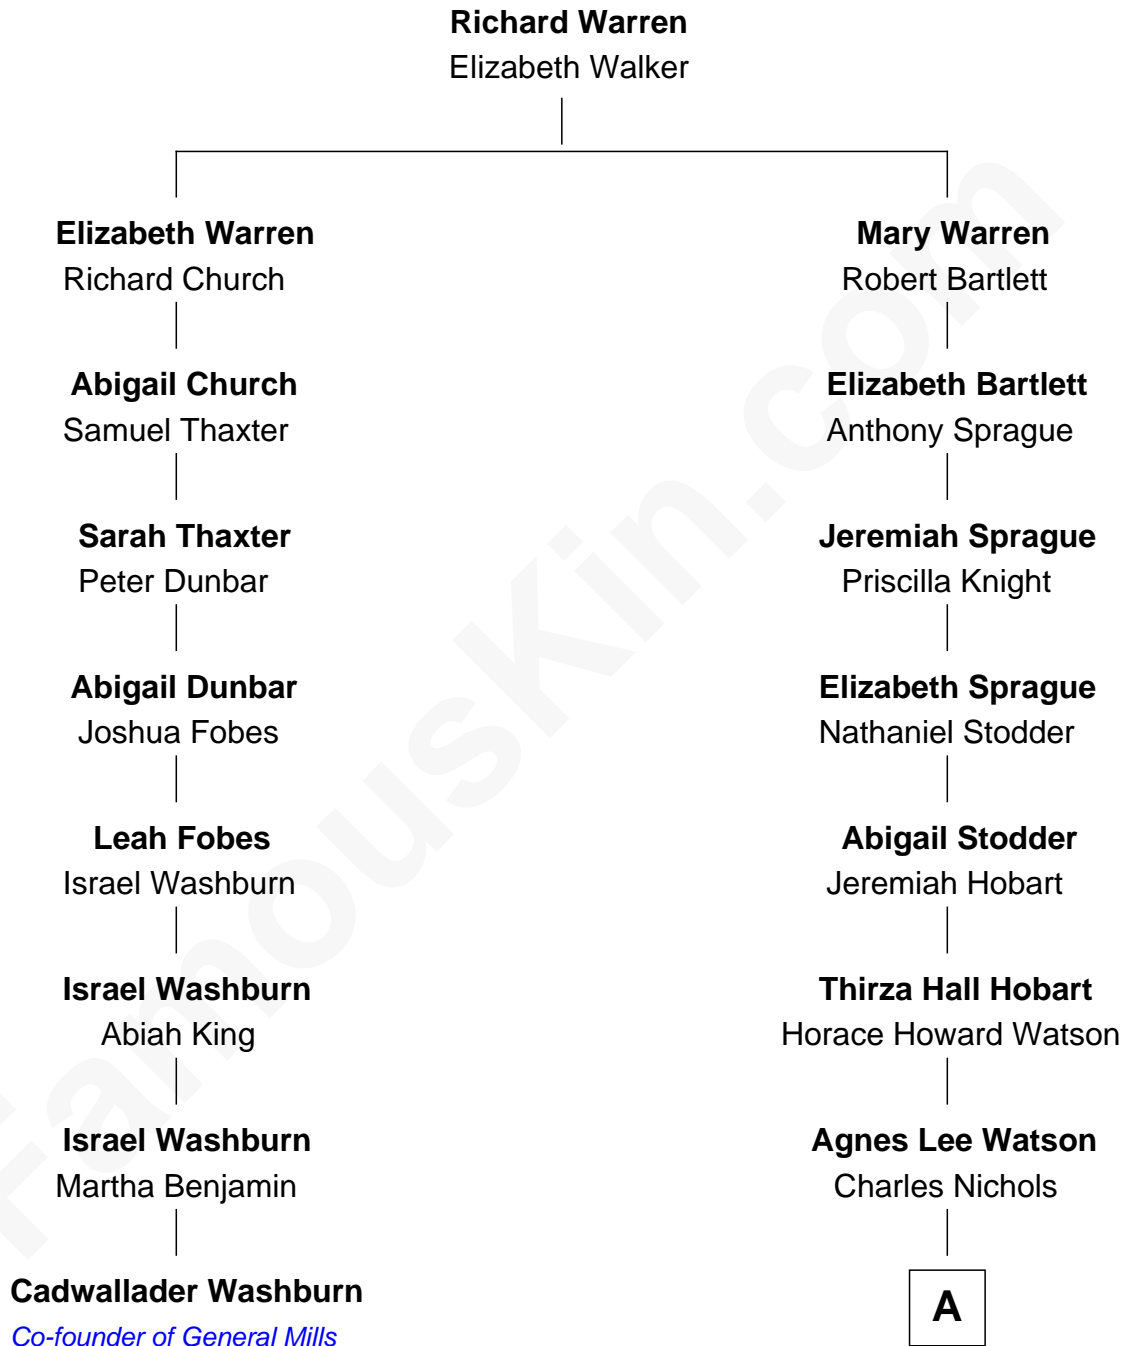 Richard Warren
Elizabeth Walker
Elizabeth Warren
Richard Church
Mary Warren
Robert Bartlett
Abigail Church
Samuel Thaxter
Elizabeth Bartlett
Anthony Sprague
Sarah Thaxter
Peter Dunbar
Jeremiah Sprague
Priscilla Knight
Abigail Dunbar
Joshua Fobes
Elizabeth Sprague
Nathaniel Stodder
Leah Fobes
Israel Washburn
Abigail Stodder
Jeremiah Hobart
Israel Washburn
Abiah King
Thirza Hall Hobart
Horace Howard Watson
Israel Washburn
Martha Benjamin
Agnes Lee Watson
Charles Nichols
Cadwallader Washburn
Co-founder of General Mills
A
FamousKin.com